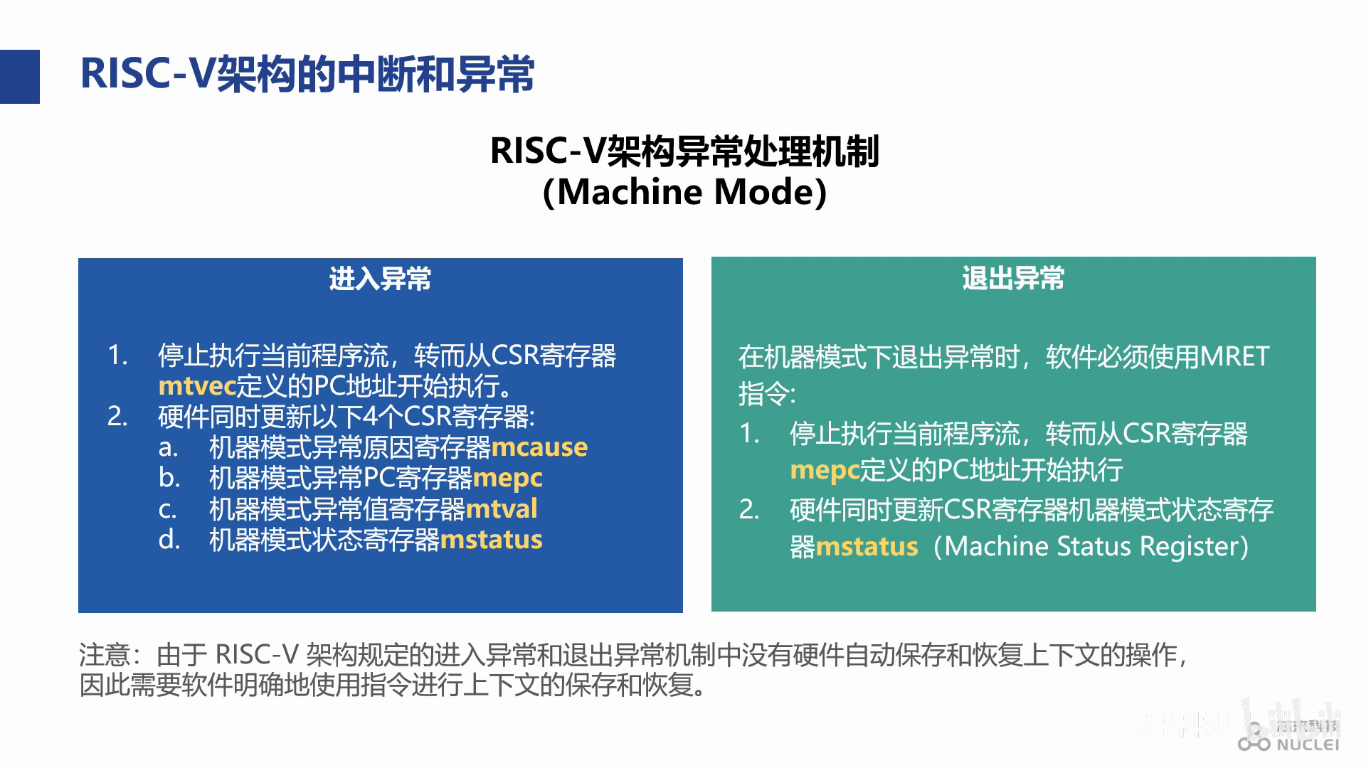 RISC-V架构的中断和异常
RISC-V架构异常处理机制
（Machine Mode）
进入异常
1. 停止执行当前程序流，转而从CSR寄存器
mtvec定义的PC地址开始执行。
2. 硬件同时更新以下4个CSR寄存器:
a. 机器模式异常原因寄存器mcause
b. 机器模式异常PC寄存器mepc
c. 机器模式异常值寄存器mtval
d. 机器模式状态寄存器mstatus
退出异常
在机器模式下退出异常时，软件必须使用MRET
指令:
1. 停止执行当前程序流，转而从CSR寄存器
mepc定义的PC地址开始执行
2. 硬件同时更新CSR寄存器机器模式状态寄存
器mstatus（Machine Status Register）
注意：由于 RISC-V 架构规定的进入异常和退出异常机制中没有硬件自动保存和恢复上下文的操作，
因此需要软件明确地使用指令进行上下文的保存和恢复。
芯来科技
NUCLEI